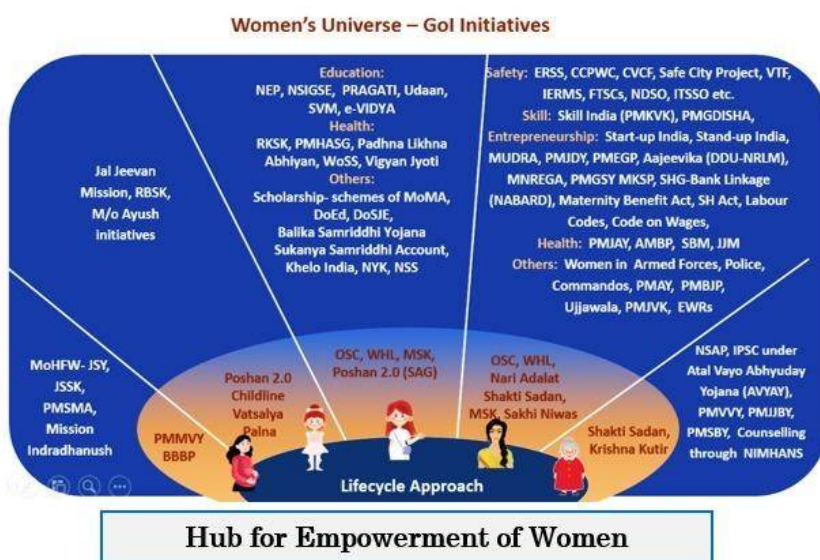 Women's Universe – GoI Initiatives
Jal Jeevan
Mission, RBSK,
M/o Ayush
initiatives
Education:
NEP, NSIGSE, PRAGATI, Udaan,
SVM, e-VIDYA
Health:
RKSK, PMHASG, Padhna Likhna
Abhiyan, WoSS, Vigyan Jyoti
Others:
Scholarship- schemes of MoMA,
DoEd, DoSJE,
Balika Samriddhi Yojana
Sukanya Samriddhi Account,
Khelo India, NYK, NSS
Safety: ERSS, CCPWC, CVCF, Safe City Project, VTF,
IERMS, FTSCs, NDSO, ITSSO etc.
Skill: Skill India (PMKVK), PMGDISHA,
Entrepreneurship: Start-up India, Stand-up India,
MUDRA, PMJDY, PMEGP, Aajeevika (DDU-NRLM),
MNREGA, PMGSY MKSP, SHG-Bank Linkage
(NABARD), Maternity Benefit Act, SH Act, Labour
Codes, Code on Wages,
Health: PMJAY, AMBP, SBM, JJM
Others: Women in Armed Forces, Police,
Commandos, PMAY, PMBJP,
Ujjawala, PMJVK, EWRs
MoHFW- JSY,
JSSK,
PMSMA,
Mission
Indradhanush
PMMVY
BBBP
Poshan 2.0
Childline
Vatsalya
Palna
OSC, WHL, MSK,
Poshan 2.0 (SAG)
OSC, WHL,
Nari Adalat
Shakti Sadan,
MSK, Sakhi Niwas
Shakti Sadan,
Krishna Kutir
NSAP, IPSC under
Atal Vayo Abhyuday
Yojana (AVYAY),
PMVVY, PMJJBY,
PMSBY, Counselling
through NIMHANS
Lifecycle Approach
Hub for Empowerment of Women